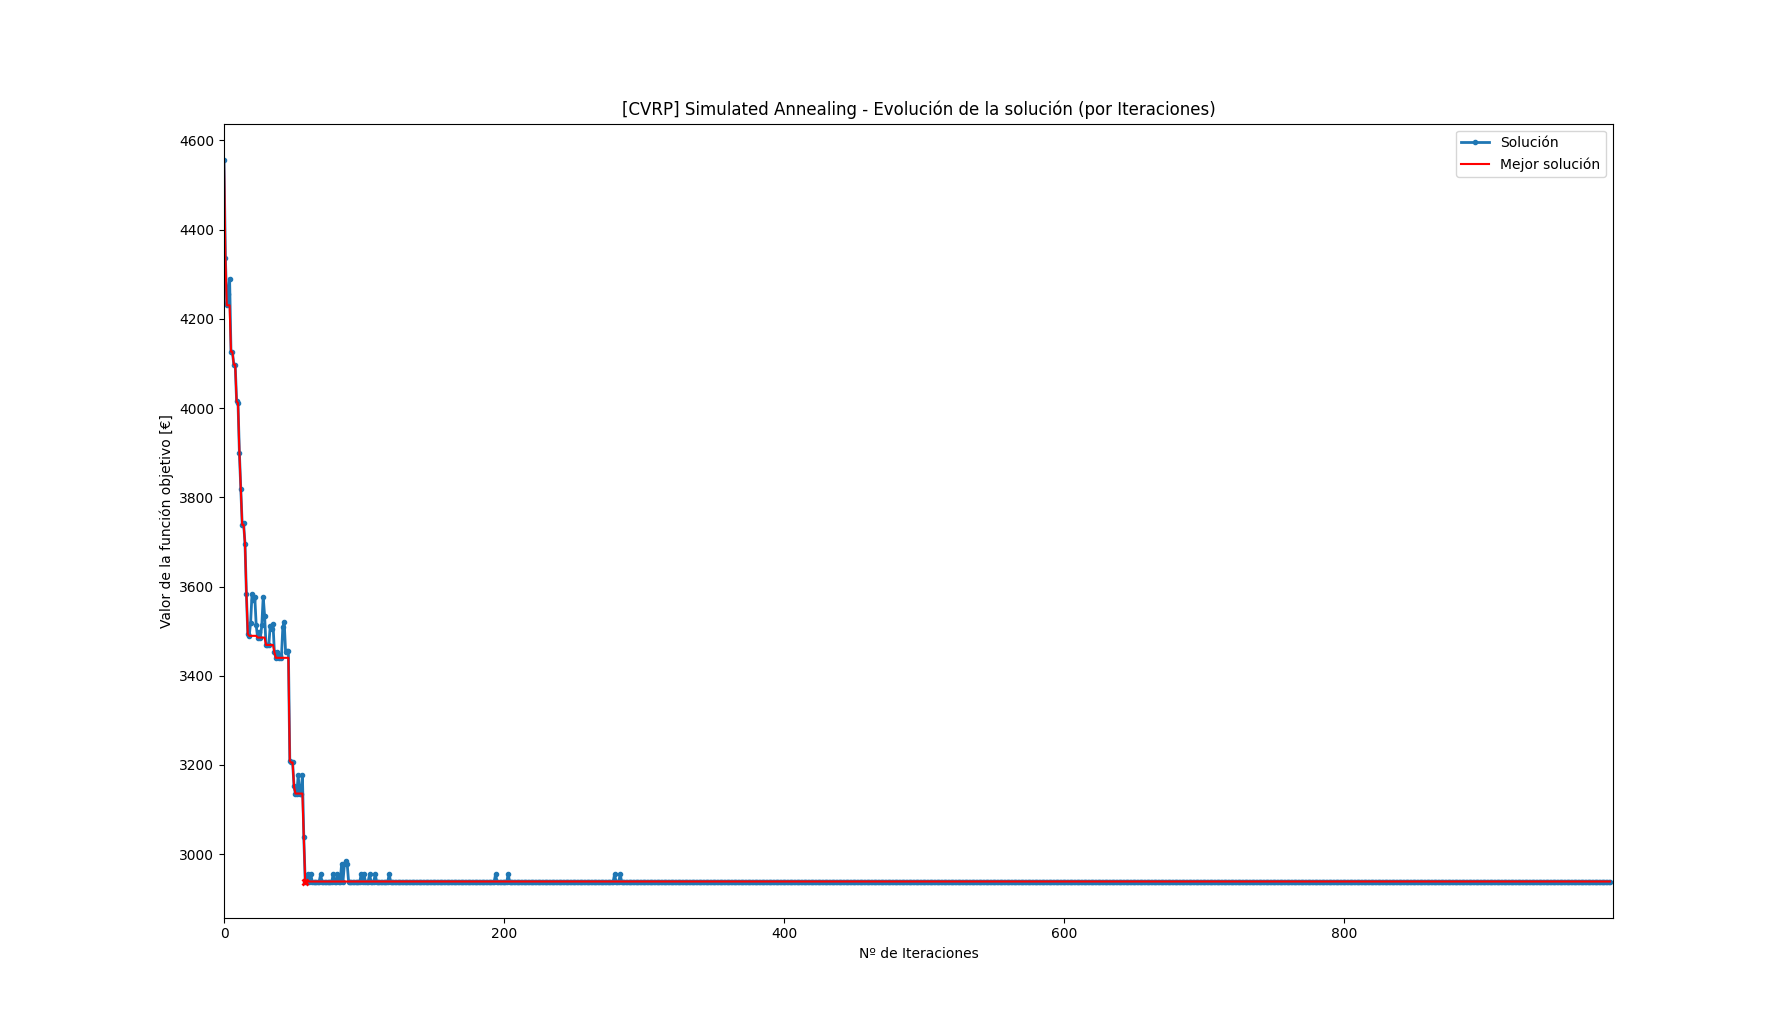 [CVRP] Simulated Annealing - Evolución de la solución (por Iteraciones)
Solución
Mejor solución
Valor de la función objetivo [€]
4600
4400
4200
4000
3800
3600
3400
3200
3000
0
200
400
600
800
Nº de Iteraciones